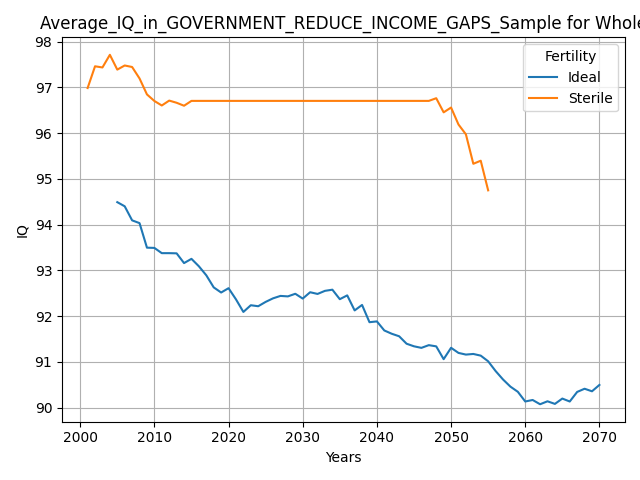 Average_IQ_in_GOVERNMENT_REDUCE_INCOME_GAPS_Sample for Whole
98
97
96
95
94
93
92
91
90
IQ
Fertility
Ideal
Sterile
2000 2010 2020 2030 2040 2050 2060 2070
Years